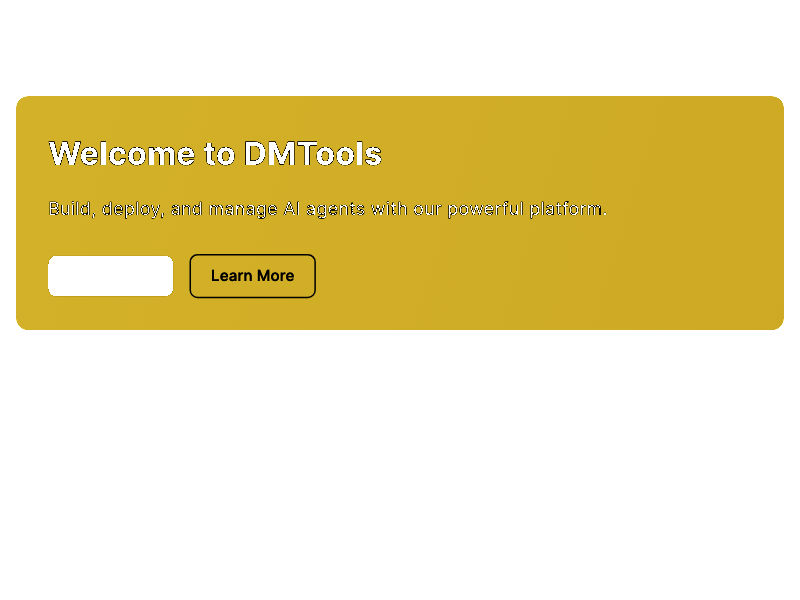 Welcome to DMTools
Build, deploy, and manage AI agents with our powerful platform.
Learn More